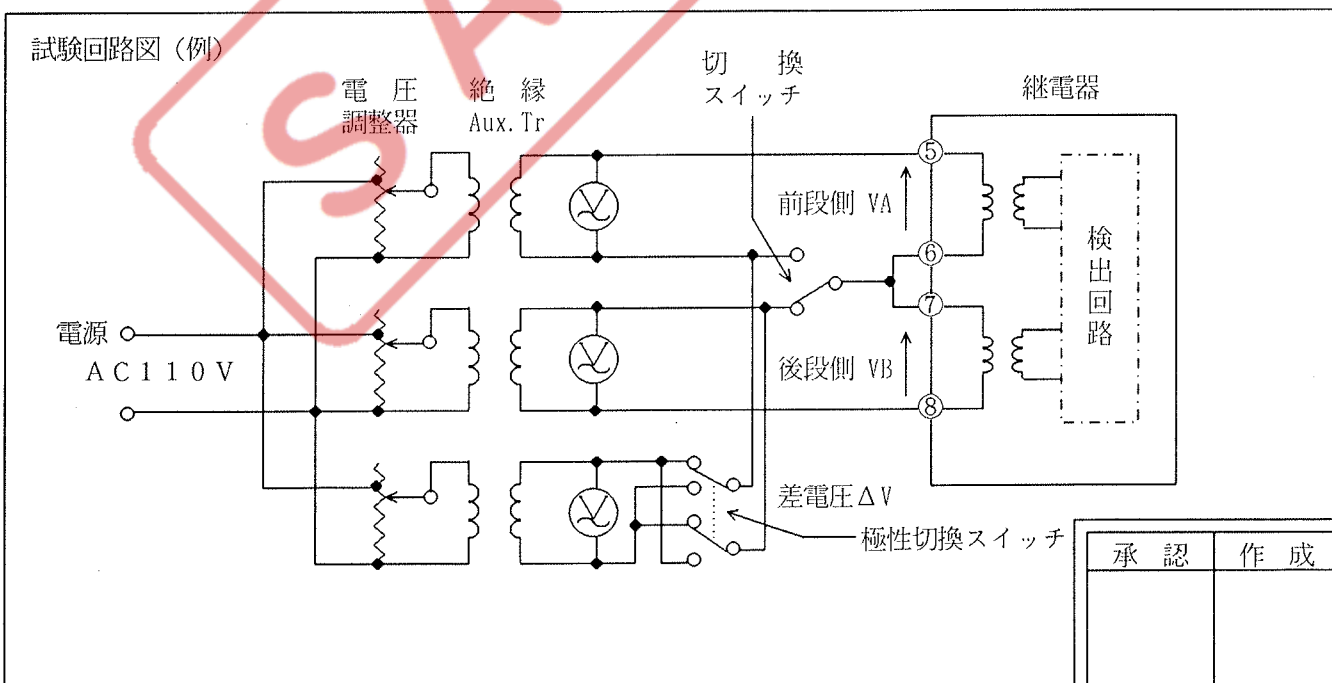 試験回路図（例）
電圧
調整器
絶縁
Aux.Tr
切換
スイッチ
継電器
⑤
前段側 VA
⑥
⑦
検出回路
電源
AC110V
後段側 VB
⑧
V
V
V
差電圧ΔV
極性切換スイッチ
承認
作成
SA